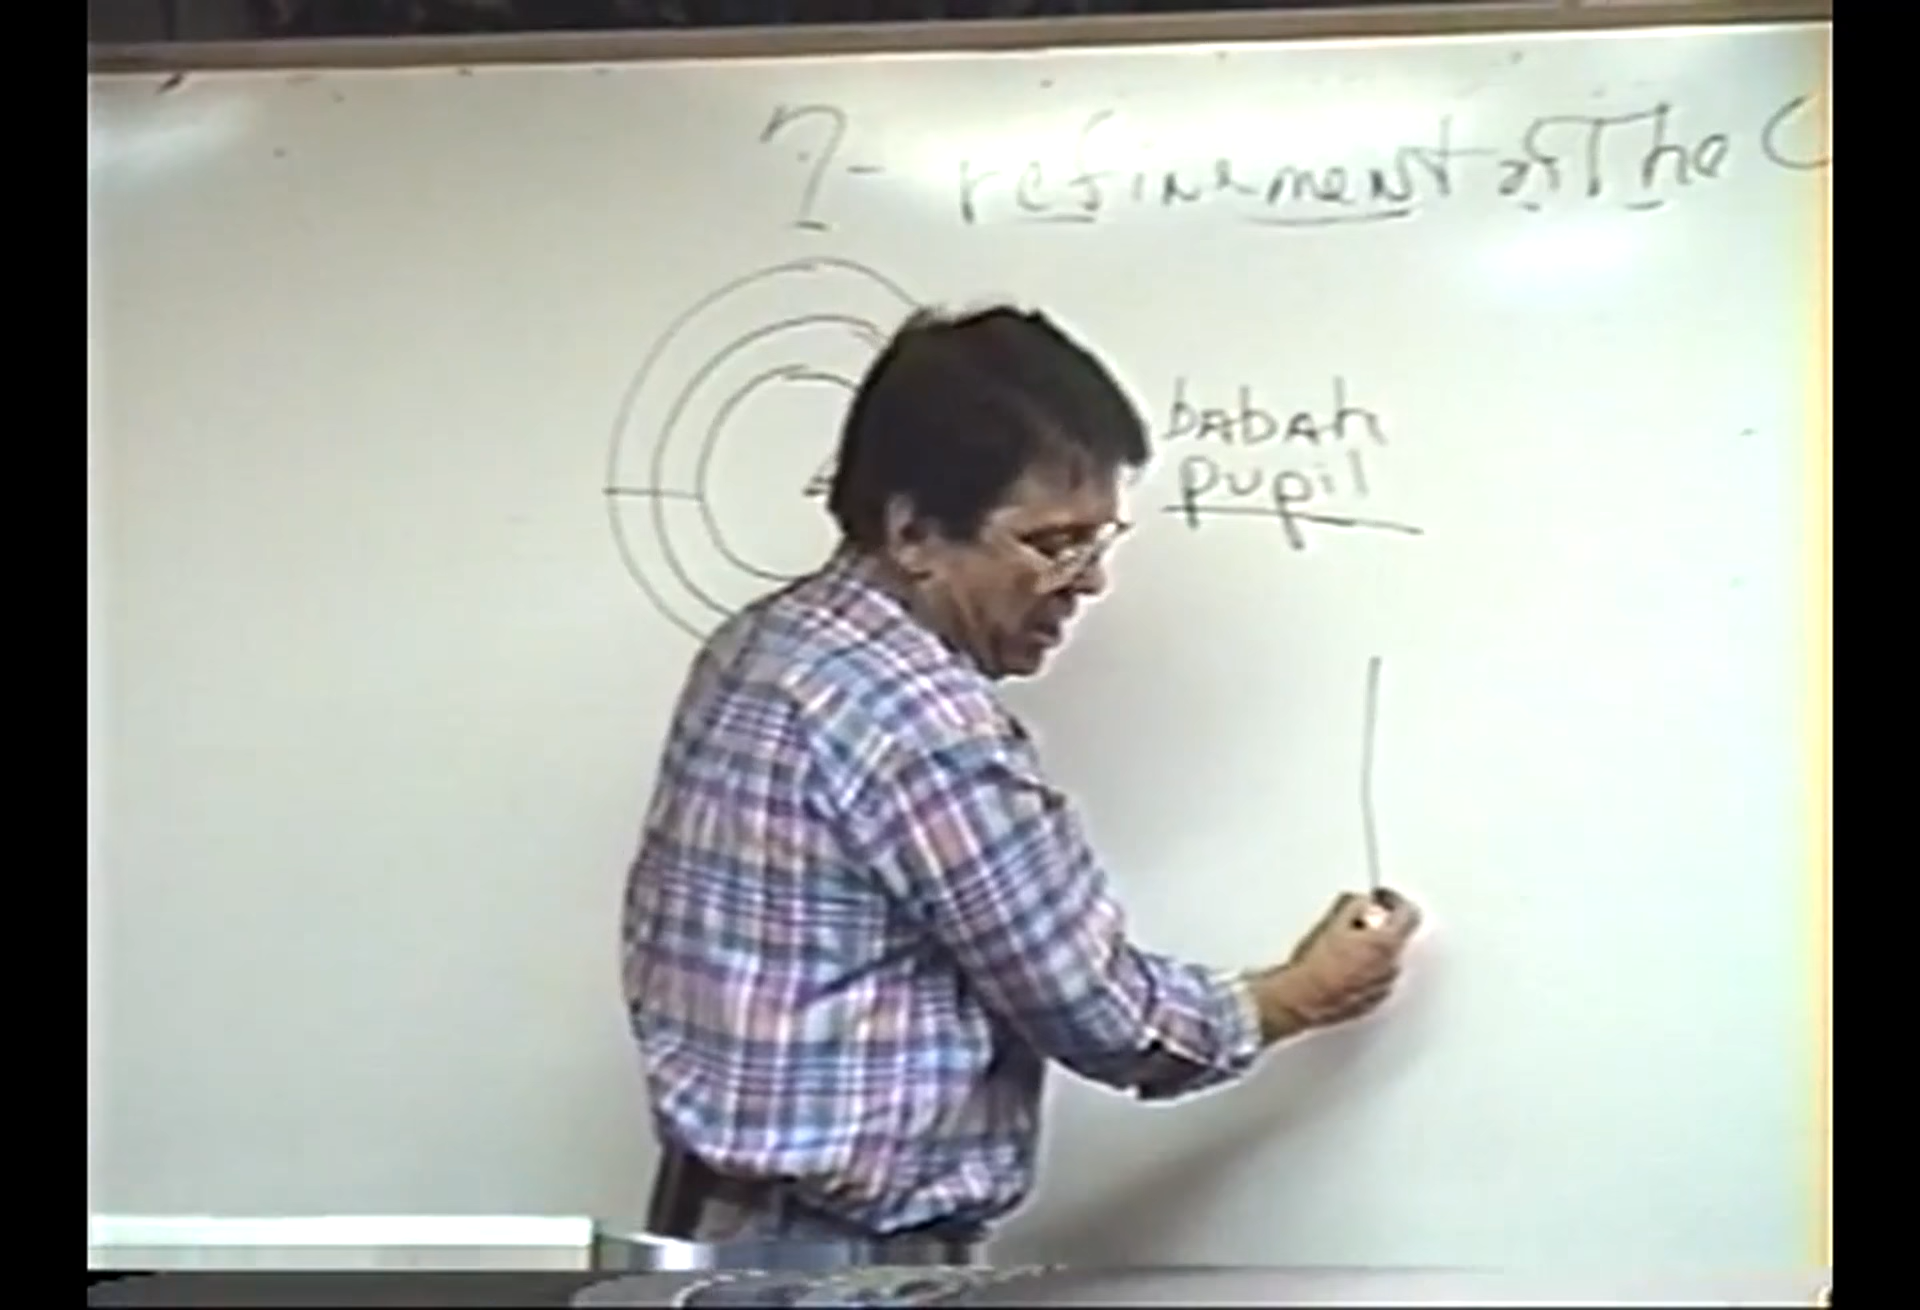 7- refinement of The C
babah
pupil